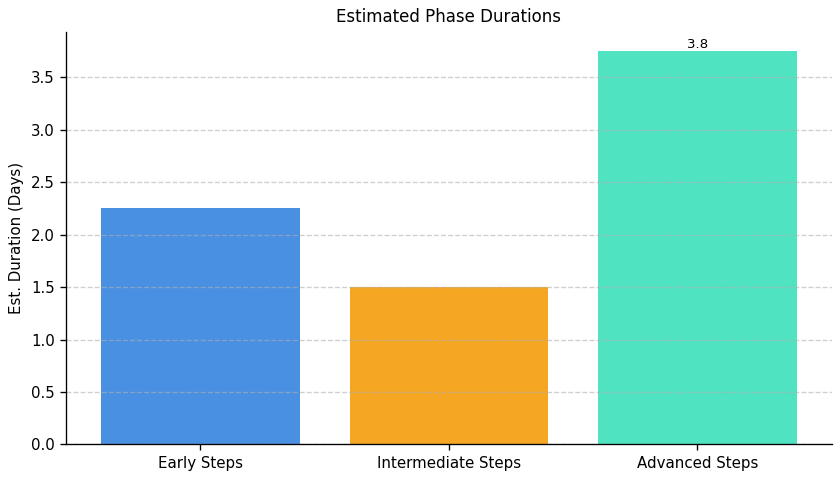 Estimated Phase Durations
3.8
3.5
3.0
2.5
2.0
1.5
1.0
0.5
0.0
Est. Duration (Days)
Early Steps
Intermediate Steps
Advanced Steps